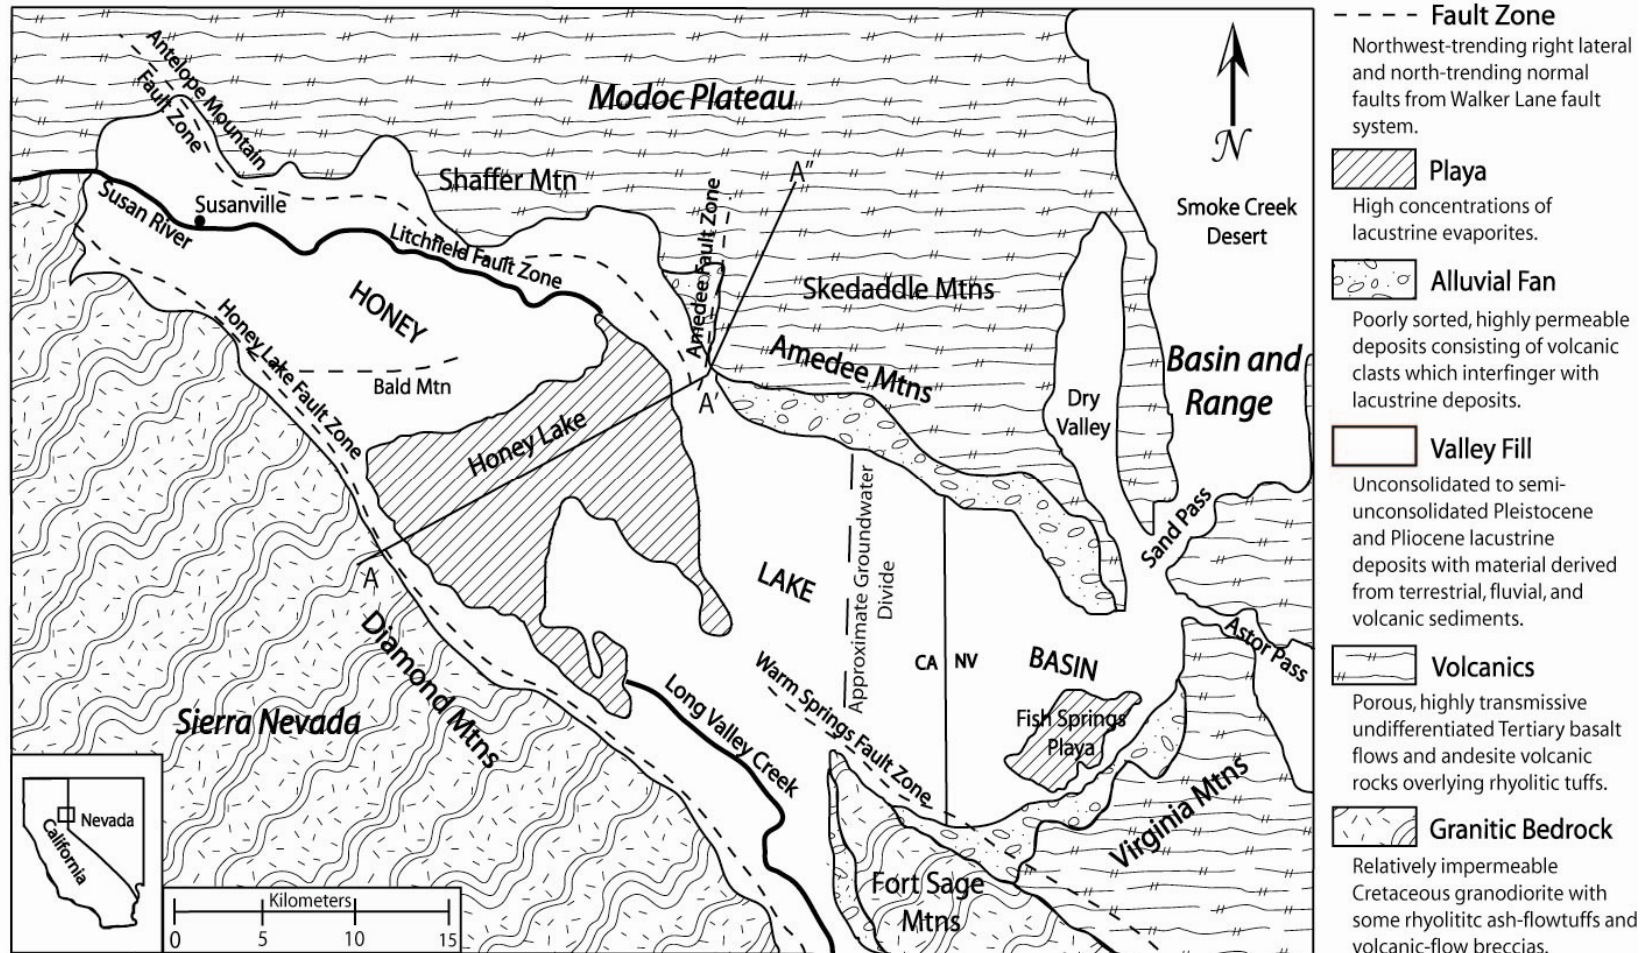 Antelope Mountain
Fault Zone
Modoc Plateau
N
Shaffer Mtn
A"
Susan River
Susanville
Litchfield Fault Zone
Amedee Fault Zone
Smoke Creek
Desert
Skedaddle Mtns
HONEY
Honey Lake Fault Zone
Bald Mtn
Amedee Mtns
Basin and
Range
A'
Dry
Valley
Honey Lake
Sand Pass
A
LAKE
Approximate Groundwater
Divide
Diamond Mtns
Warm Springs Fault Zone
CA
NV
BASIN
Astor Pass
Sierra Nevada
Long Valley Creek
Fish Springs
Playa
Virginia Mtns
Fort Sage
Mtns
Nevada
California
Kilometers
0 5 10 15
Fault Zone
Northwest-trending right lateral
and north-trending normal
faults from Walker Lane fault
system.
Playa
High concentrations of
lacustrine evaporites.
Alluvial Fan
Poorly sorted, highly permeable
deposits consisting of volcanic
clasts which interfinger with
lacustrine deposits.
Valley Fill
Unconsolidated to semi-
unconsolidated Pleistocene
and Pliocene lacustrine
deposits with material derived
from terrestrial, fluvial, and
volcanic sediments.
Volcanics
Porous, highly transmissive
undifferentiated Tertiary basalt
flows and andesite volcanic
rocks overlying rhyolitic tuffs.
Granitic Bedrock
Relatively impermeable
Cretaceous granodiorite with
some rhyolititc ash-flowtuffs and
volcanic-flow breccias.